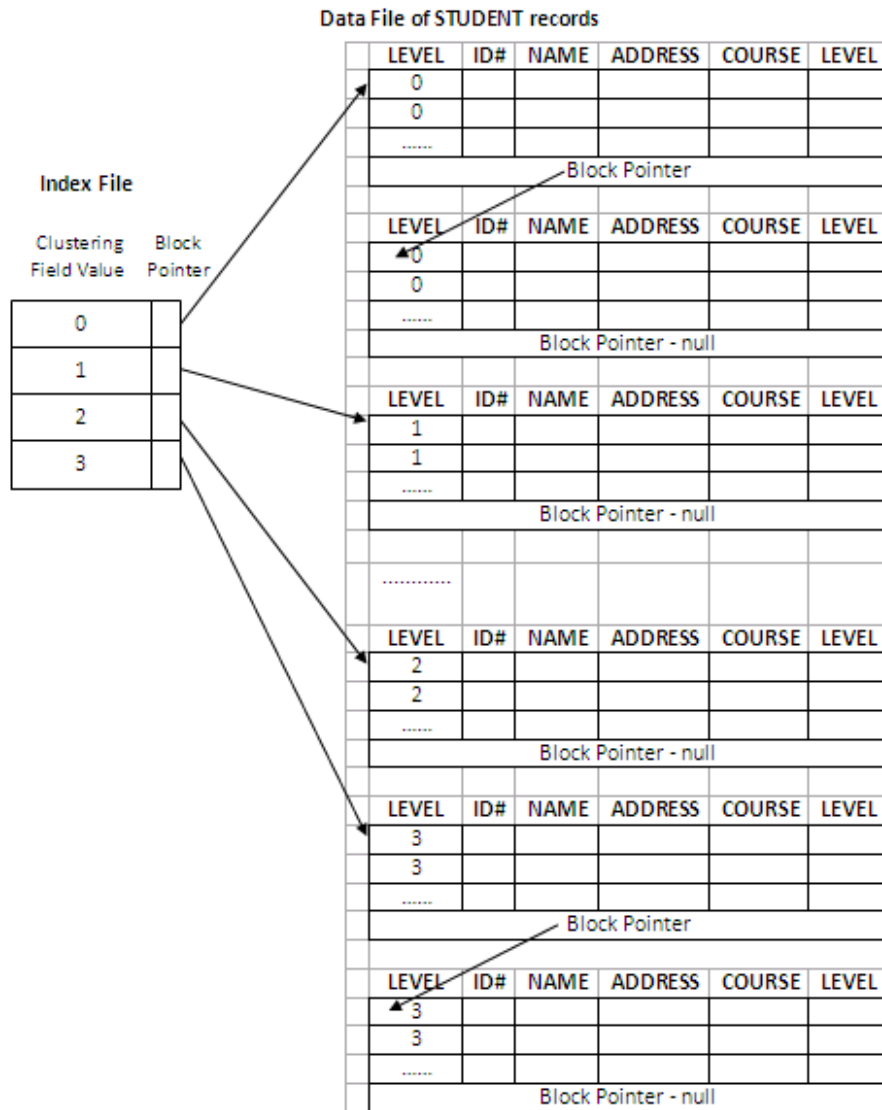 Data File of STUDENT records
LEVEL ID# NAME ADDRESS COURSE LEVEL
0
0
......
Block Pointer
Index File
Clustering Field Value
Block Pointer
0
1
2
3
LEVEL ID# NAME ADDRESS COURSE LEVEL
0
0
......
Block Pointer - null
LEVEL ID# NAME ADDRESS COURSE LEVEL
1
1
......
Block Pointer - null
............
LEVEL ID# NAME ADDRESS COURSE LEVEL
2
2
......
Block Pointer - null
LEVEL ID# NAME ADDRESS COURSE LEVEL
3
3
......
Block Pointer
LEVEL ID# NAME ADDRESS COURSE LEVEL
3
3
......
Block Pointer - null